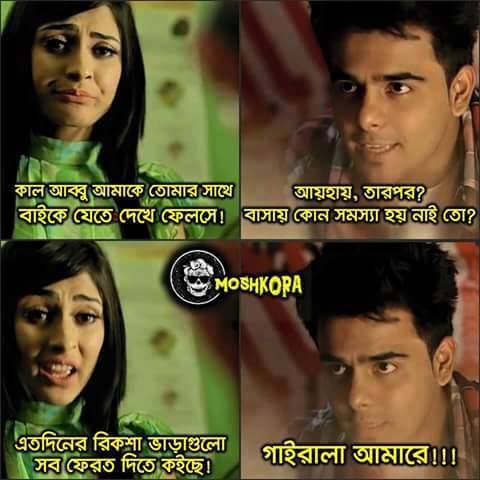 কাল আব্বু আমাকে তোমার সাথে
বাইকে যেতে দেখে ফেলসে!
আয়হায়, তারপর?
বাসায় কোন সমস্যা হয় নাই তো?
MOSHKORA
এতদিনের রিকশা ভাড়াগুলো
সব ফেরত দিতে কইছে!
গাইরালা আমারে!!!